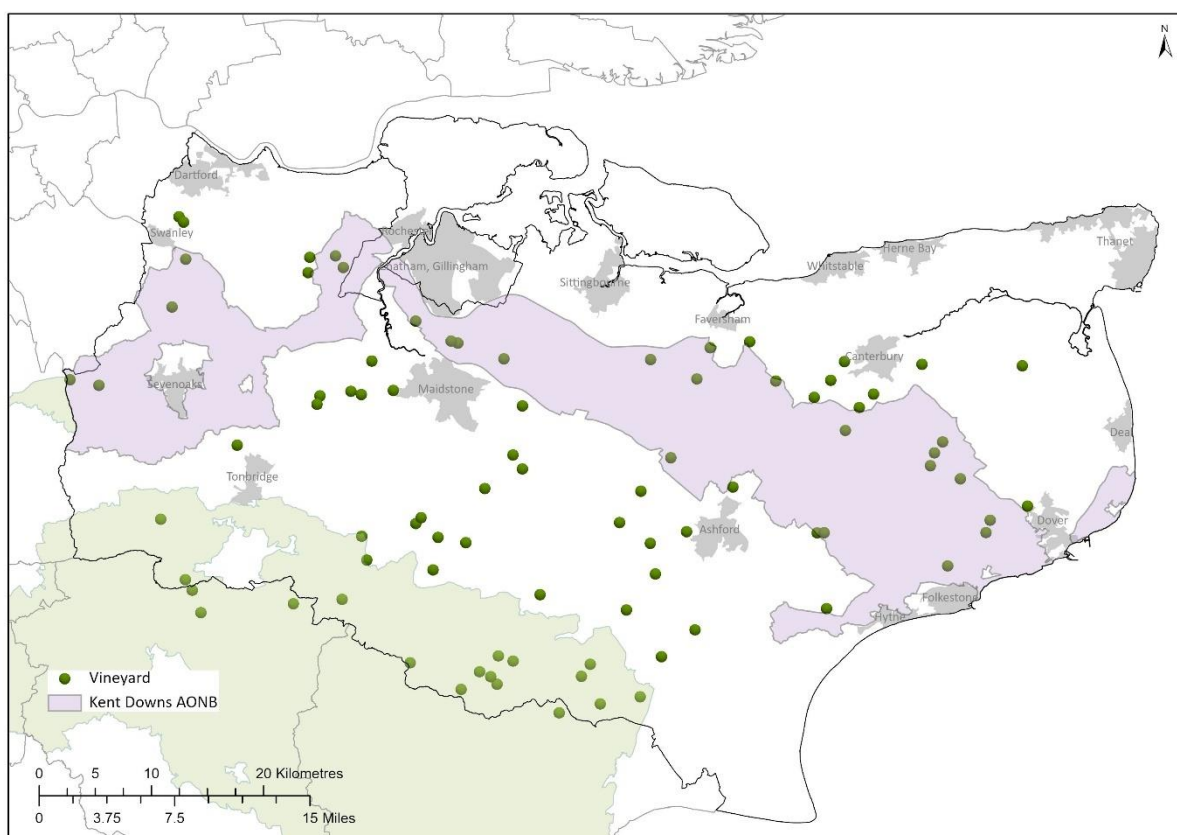 N
Dartford
Swanley
Rochester
Chatham, Gillingham
Sittingbourne
Whitstable
Herne Bay
Thanet
Faversham
Canterbury
Sevenoaks
Maidstone
Deal
Tonbridge
Ashford
Dover
Folkestone
Hythe
Vineyard
Kent Downs AONB
0 5 10 20 Kilometres
0 3.75 7.5 15 Miles